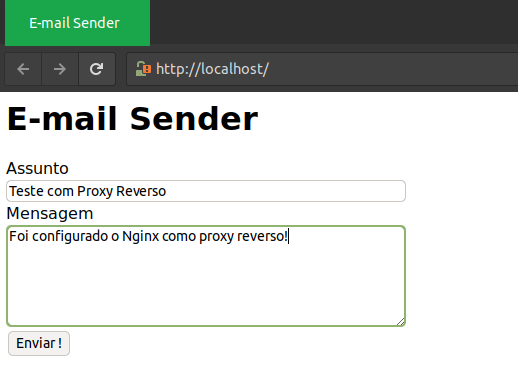 E-mail Sender
http://localhost/
E-mail Sender
Assunto
Teste com Proxy Reverso
Mensagem
Foi configurado o Nginx como proxy reverso!
Enviar!